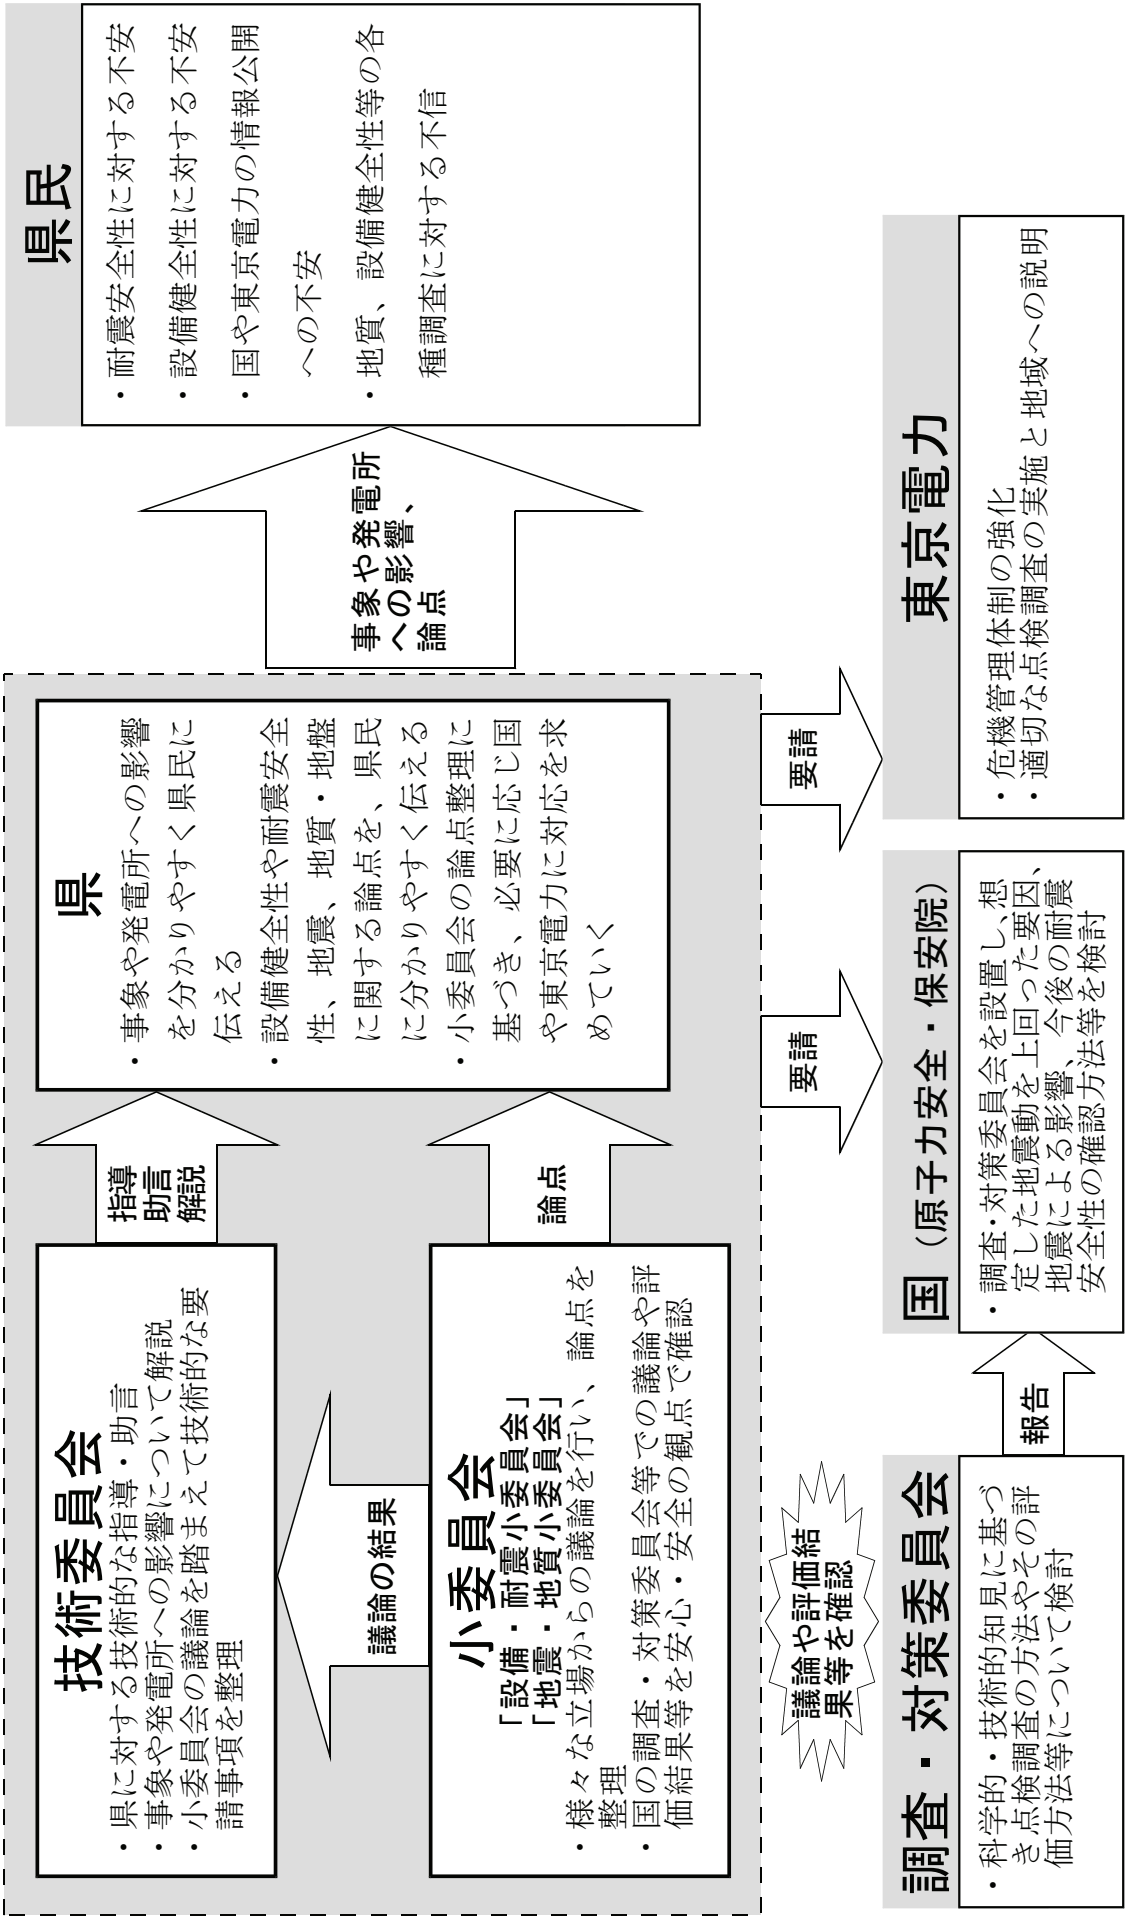 技術委員会
・県に対する技術的な指導・助言
・事象や発電所への影響について解説
・小委員会の議論を踏まえて技術的な要
請事項を整理
指導
助言
解説
県
・事象や発電所への影響
を分かりやすく県民に
伝える
・設備健全性や耐震安全
性、地震、地質・地盤
に関する論点を、県民
に分かりやすく伝える
・小委員会の論点整理に
基づき、必要に応じ国
や東京電力に対応を求
めていく
事象や発電所
への影響、
論点
県民
・耐震安全性に対する不安
・設備健全性に対する不安
・国や東京電力の情報公開
への不安
・地質、設備健全性等の各
種調査に対する不信
議論の結果
小委員会
「設備・耐震小委員会」
「地震・地質小委員会」
・様々な立場からの議論を行い、論点を
整理
・国の調査・対策委員会等での議論や評
価結果等を安心・安全の観点で確認
論点
議論や評価結
果等を確認
要請
要請
調査・対策委員会
・科学的・技術的知見に基づ
き点検調査の方法やその評
価方法等について検討
報告
国（原子力安全・保安院）
・調査・対策委員会を設置し、想
定した地震動を上回った要因、
地震による影響、今後の耐震
安全性の確認方法等を検討
東京電力
・危機管理体制の強化
・適切な点検調査の実施と地域への説明